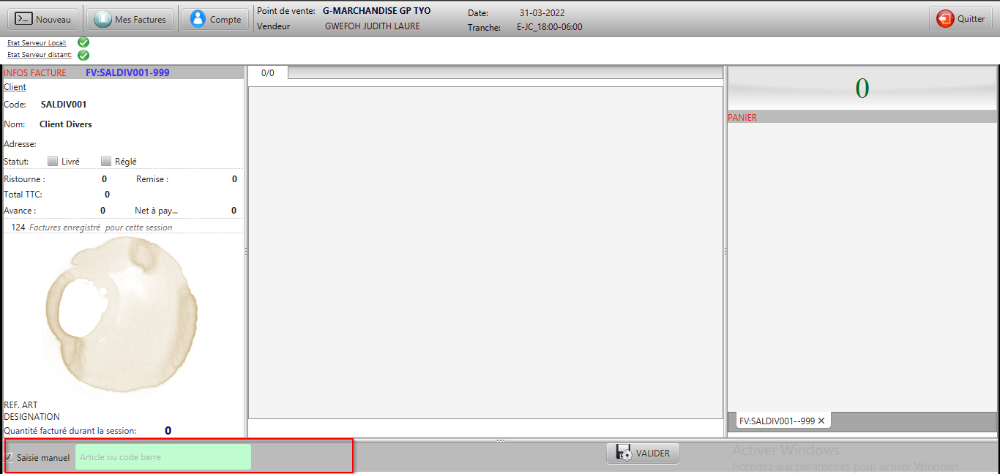 Nouveau Mes Factures Compte Point de vente: G-MARCHANDISE GP TYO Date: 31-03-2022 Quitter
Vendeur GWEFOH JUDITH LAURE Tranche: E-JC_18:00-06:00
Etat Serveur Local:
Etat Serveur distant:
INFOS FACTURE FV:SALDIV001-999
Client
Code: SALDIV001
Nom: Client Divers
Adresse:
Statut: Livré Réglé
Ristourne : 0 Remise : 0
Total TTC: 0
Avance : 0 Net à pay... 0
124 Factures enregistré pour cette session
REF. ART
DESIGNATION
Quantité facturé durant la session: 0
0/0
0
PANIER
FV:SALDIV001--999
Saisie manuel Article ou code barre
VALIDER
Activer Windows
Accédez aux paramètres pour activer Windows.